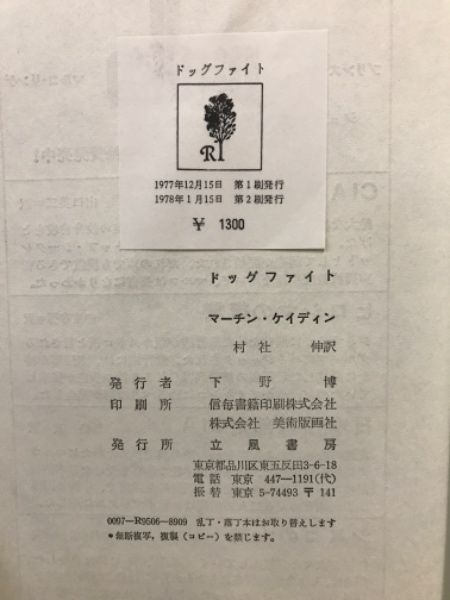 ドッグファイト
R
1977年12月15日 第1刷発行
1978年1月15日 第2刷発行
¥ 1300
ドッグファイト
マーチン・ケイディン
村社 伸訳
発行者 下野 博
印刷所 信毎書籍印刷株式会社
株式会社 美術版画社
発行所 立風書房
東京都品川区東五反田3-6-18
電話 東京 447-1191(代)
振替 東京 5-74493 〒141
0097-R9506-8909 乱丁・落丁本はお取り替えします
*無断複写,複製(コピー)を禁じます。